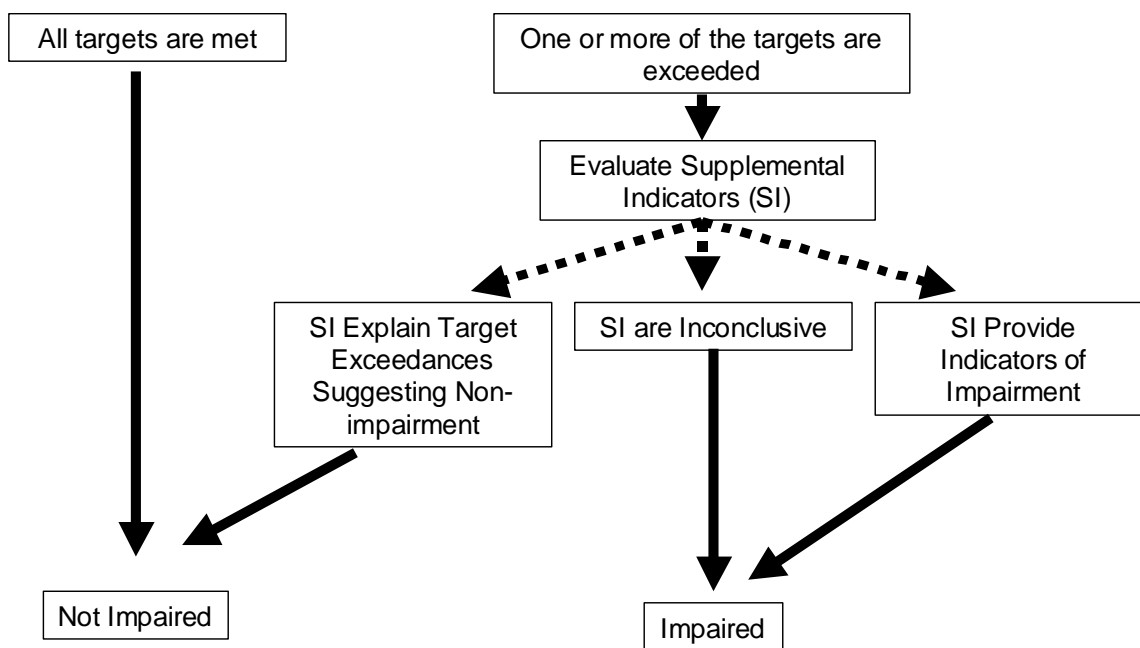 All targets are met
One or more of the targets are
exceeded
Evaluate Supplemental
Indicators (SI)
SI Explain Target
Exceedances
Suggesting Non-
impairment
SI are Inconclusive
SI Provide
Indicators of
Impairment
Not Impaired
Impaired